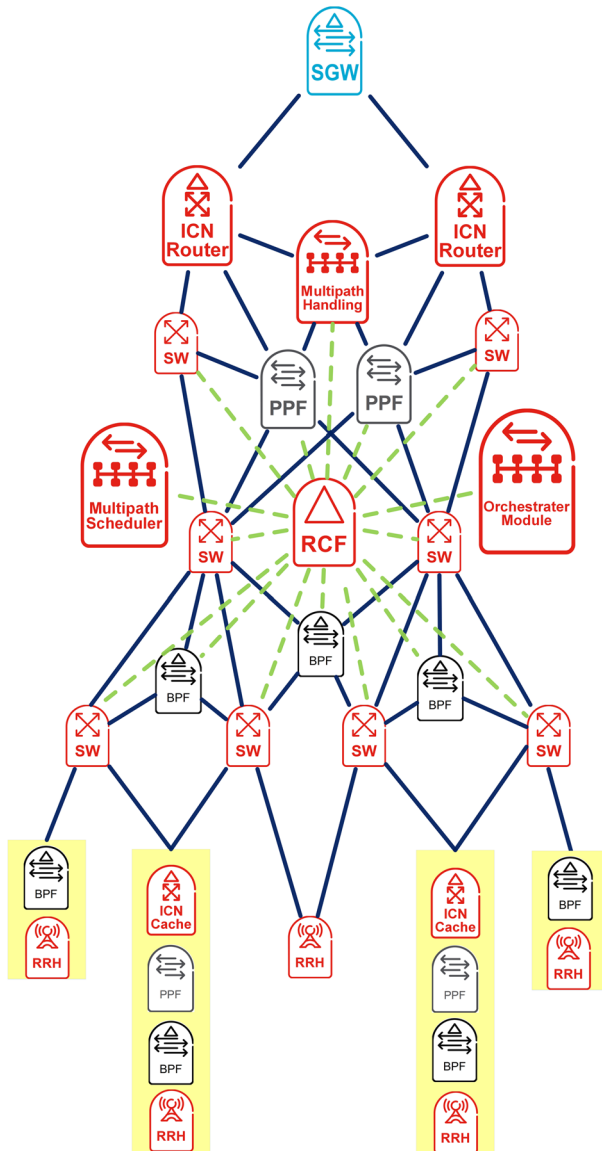 SGW
ICN
Router
ICN
Router
Multipath
Handling
SW
SW
PPF
PPF
Multipath
Scheduler
Orchestrater
Module
RCF
SW
SW
BPF
BPF
BPF
SW
SW
SW
SW
BPF
RRH
ICN
Cache
PPF
BPF
RRH
RRH
ICN
Cache
PPF
BPF
RRH
BPF
RRH